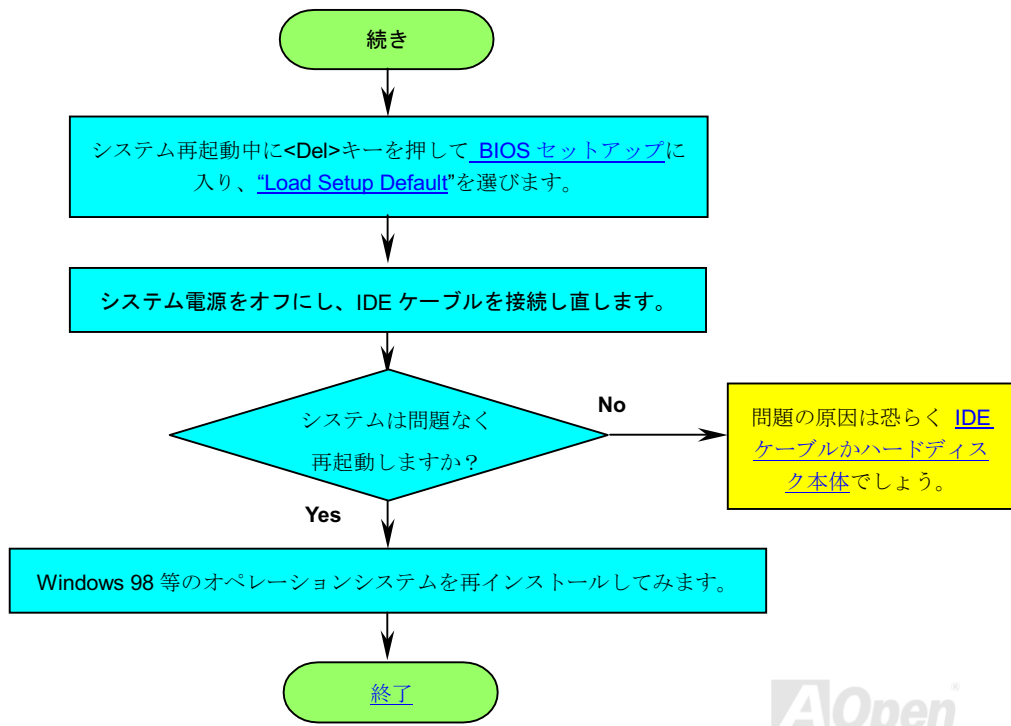 続き
システム再起動中に<Del>キーを押して BIOS セットアップに
入り、“Load Setup Default”を選びます。
システム電源をオフにし、IDE ケーブルを接続し直します。
システムは問題なく
再起動しますか？
No
問題の原因は恐らく IDE
ケーブルかハードディス
ク本体でしょう。
Yes
Windows 98 等のオペレーションシステムを再インストールしてみます。
終了
AOpen®